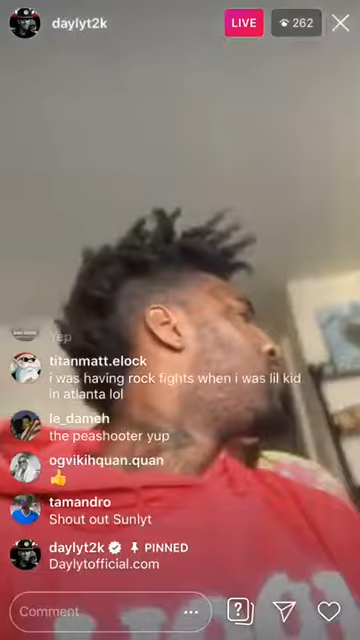 daylyt2k
LIVE
262
Yep
titanmatt.elock
i was having rock fights when i was lil kid
in atlanta lol
le_dameh
the peashooter yup
ogvikihquan.quan
👍
tamandro
Shout out Sunlyt
daylyt2k PINNED
Daylytofficial.com
Comment